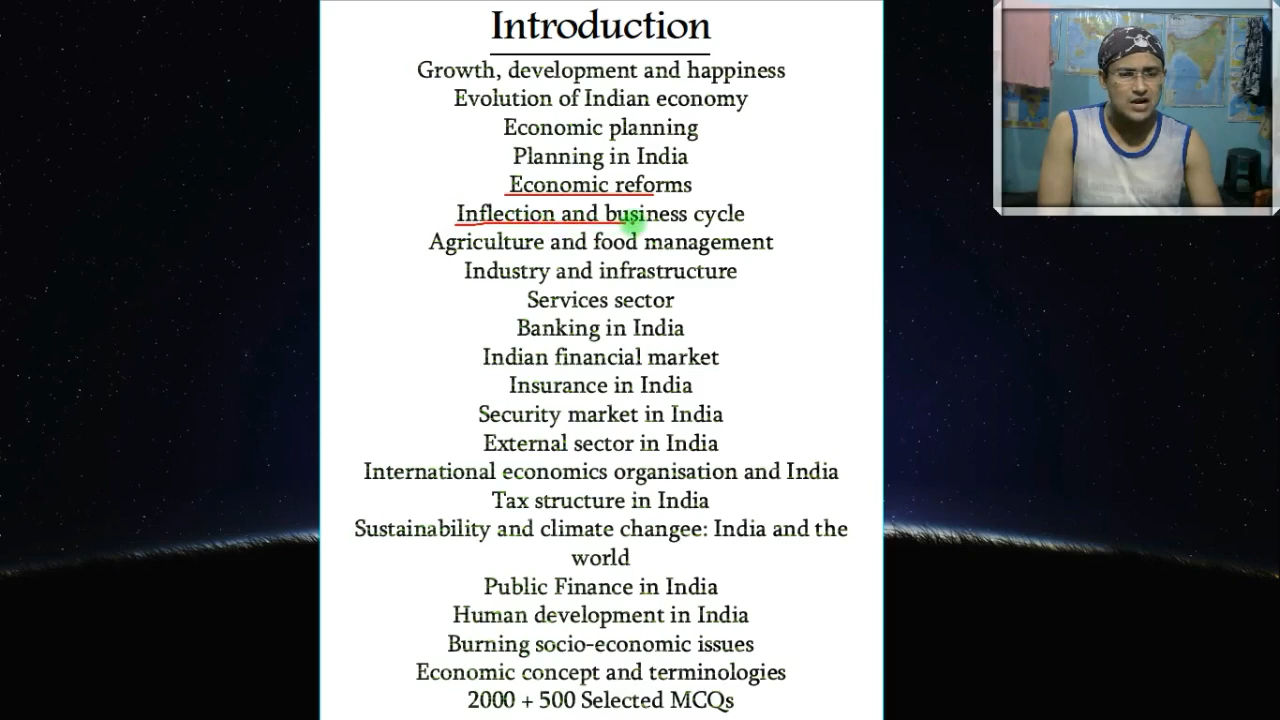 Introduction
Growth, development and happiness
Evolution of Indian economy
Economic planning
Planning in India
Economic reforms
Inflection and business cycle
Agriculture and food management
Industry and infrastructure
Services sector
Banking in India
Indian financial market
Insurance in India
Security market in India
External sector in India
International economics organisation and India
Tax structure in India
Sustainability and climate changee: India and the
world
Public Finance in India
Human development in India
Burning socio-economic issues
Economic concept and terminologies
2000 + 500 Selected MCQs